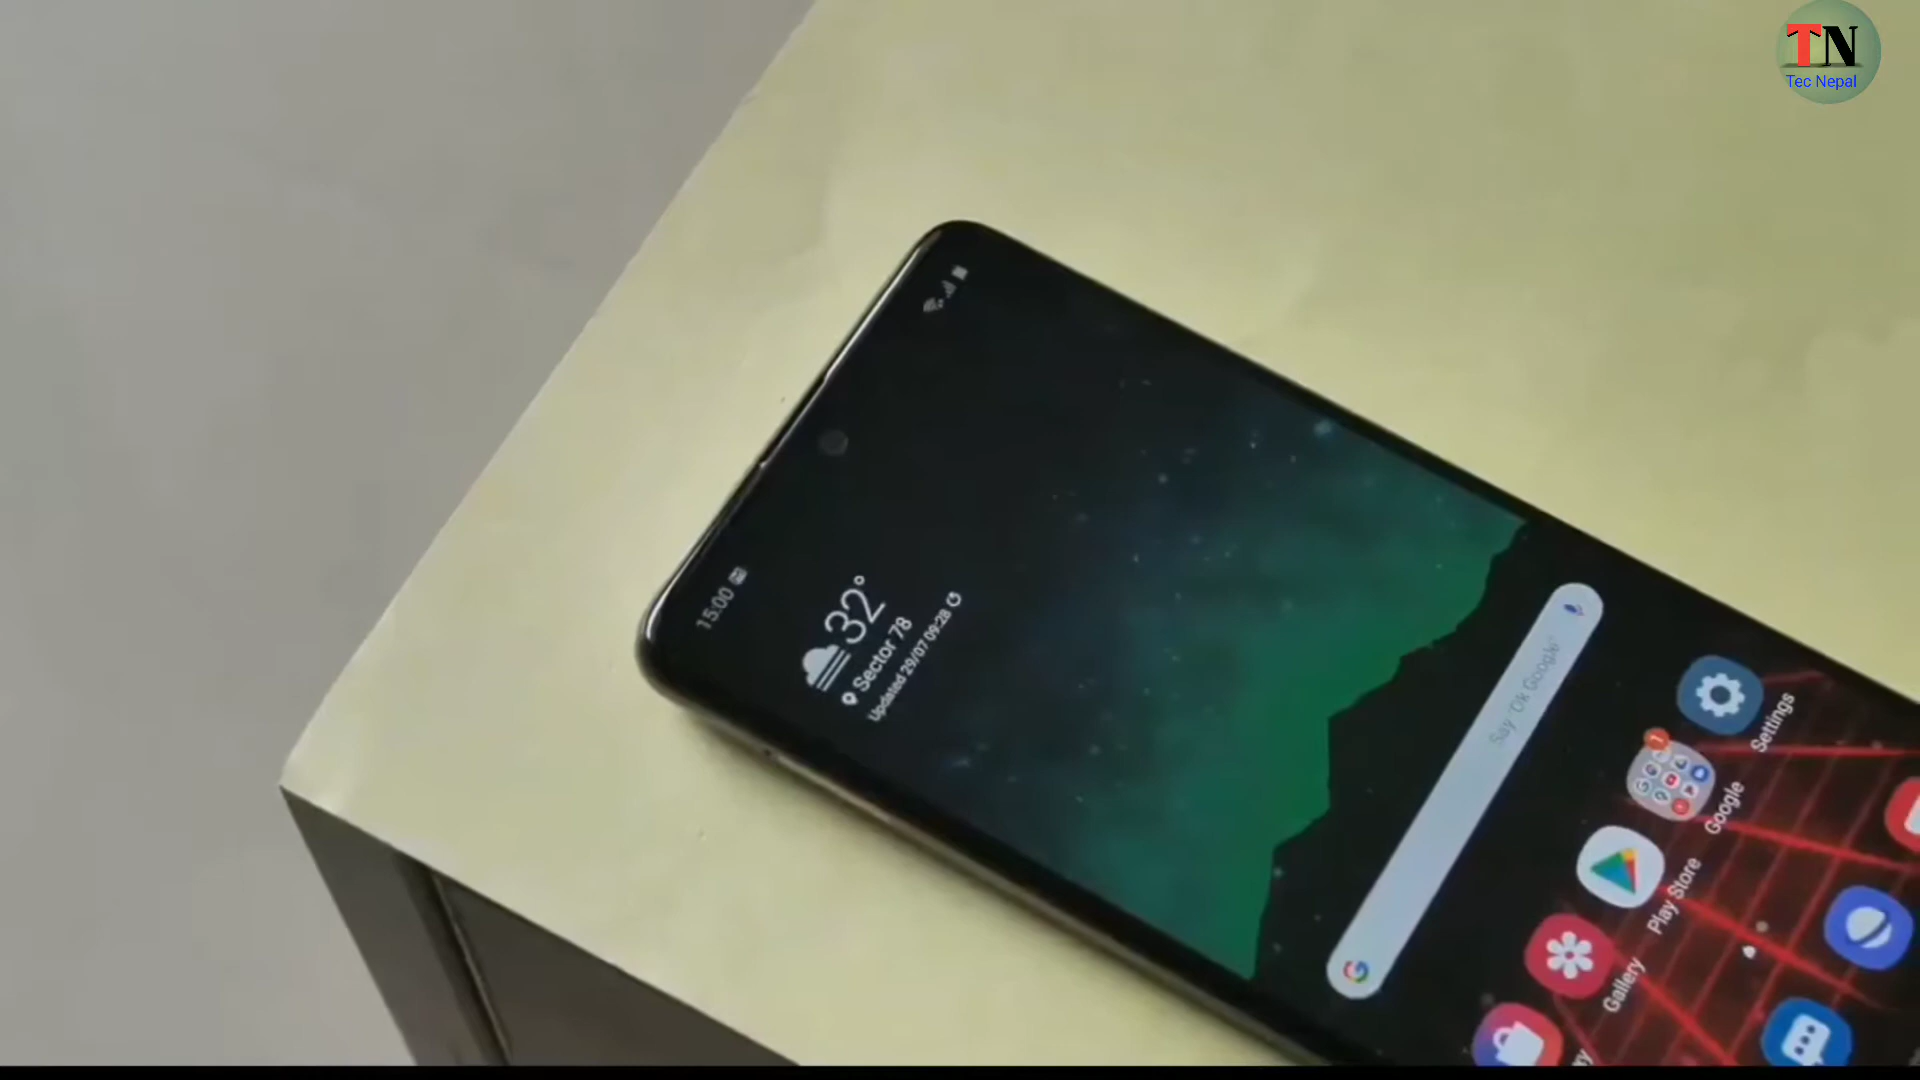 TN
Tec Nepal
15:00
32°
Sector 78
Updated 29/07 09:28
Say "Ok Google"
Settings
1
Google
Play Store
Gallery